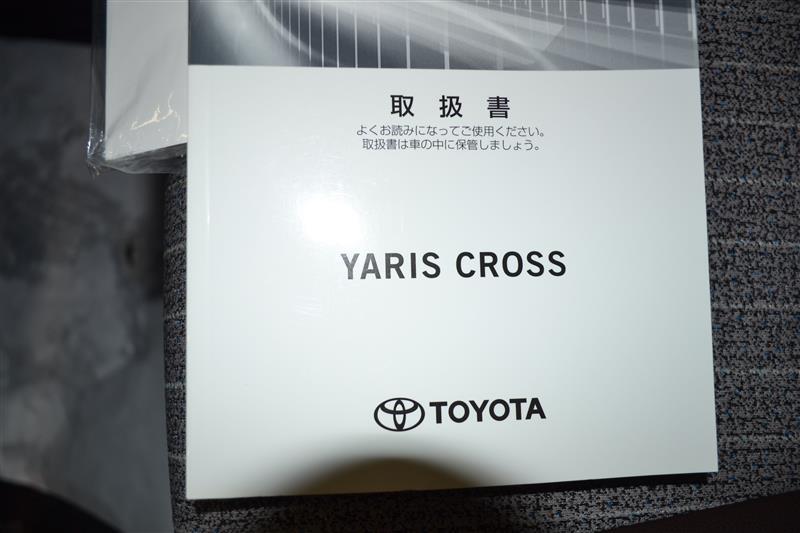 取扱書
よくお読みになってご使用ください。
取扱書は車の中に保管しましょう。
YARIS CROSS
TOYOTA